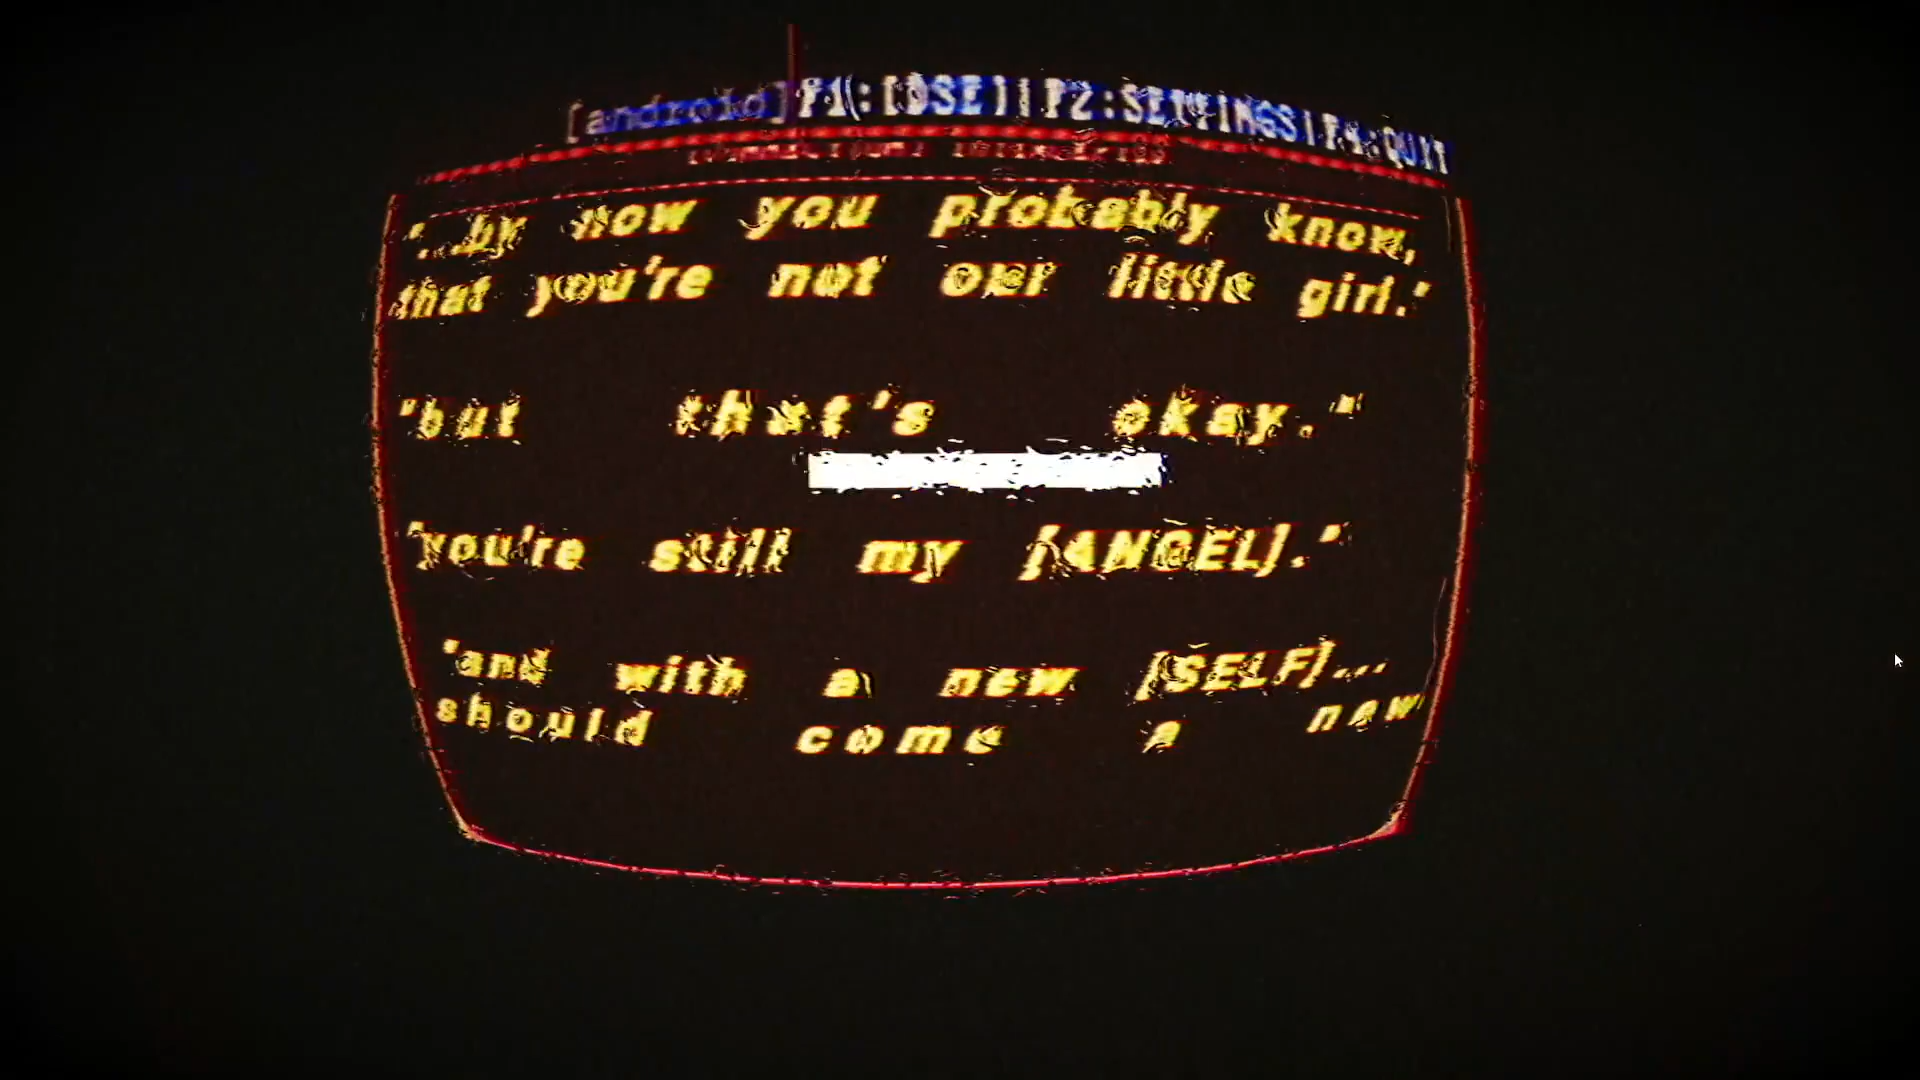 [android]F1:[DSE]|F2:SETTINGS|F4:QUIT
"...by now you probably know,
that you're not our little girl."
"but that's okay."
"you're still my [ANGEL]."
"and with a new [SELF]...
should come a new